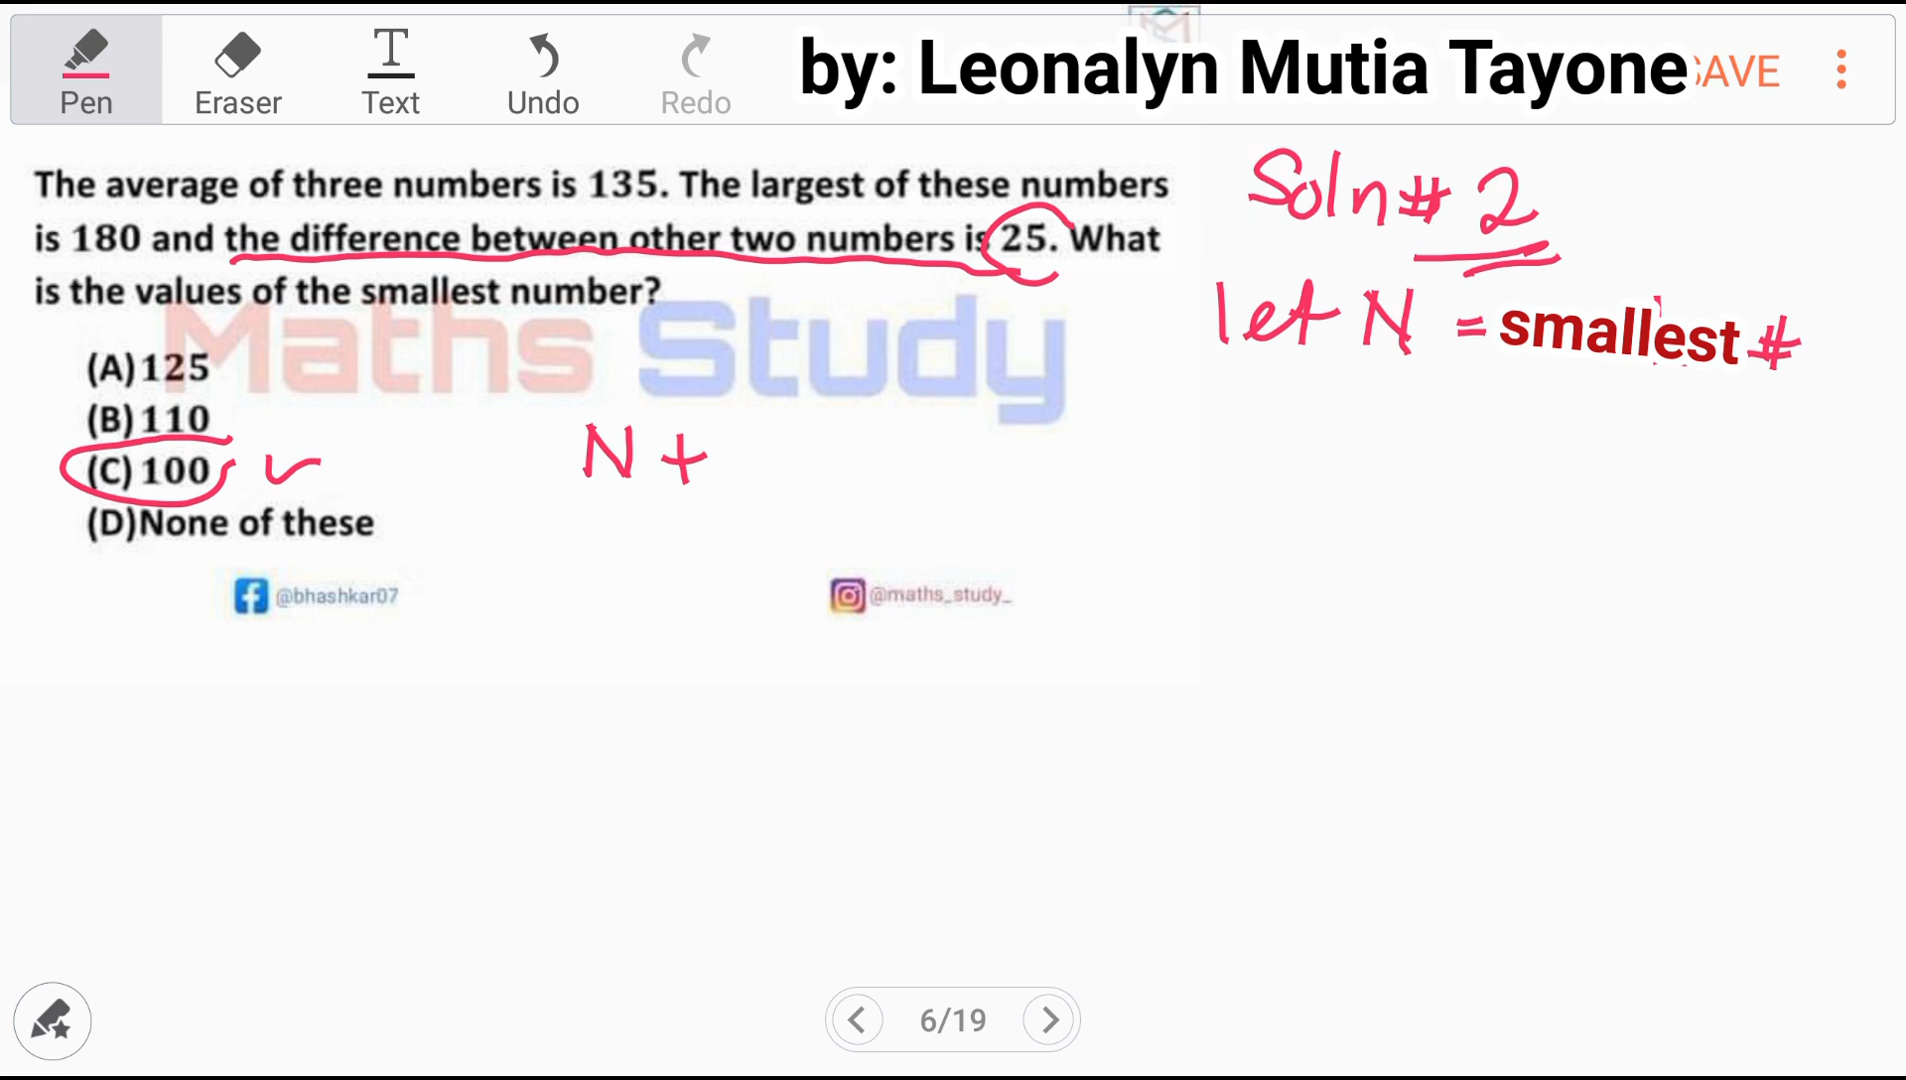 Pen
Eraser
Text
Undo
Redo
by: Leonalyn Mutia Tayone
SAVE
The average of three numbers is 135. The largest of these numbers
is 180 and the difference between other two numbers is 25. What
is the values of the smallest number?
Maths Study
(A) 125
(B) 110
(C) 100
(D) None of these
@bhashkar07
@maths_study_
Soln # 2
let N = smallest #
N +
6/19